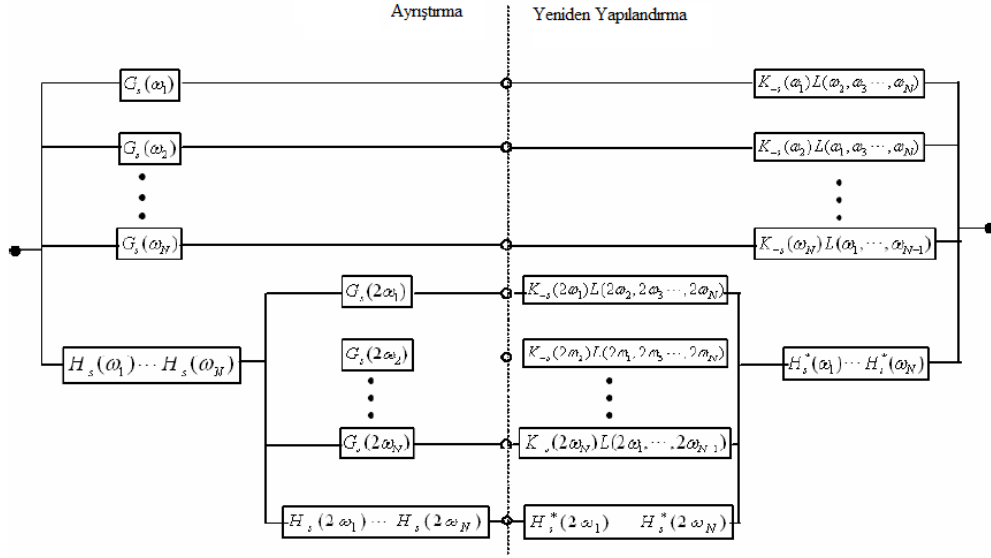 Ayrıştırma
Yeniden Yapılandırma
G_s(ω_1)
K_{-s}(ω_1)L(ω_2,ω_3⋯,ω_N)
G_s(ω_2)
K_{-s}(ω_2)L(ω_1,ω_3⋯,ω_N)
G_s(ω_N)
K_{-s}(ω_N)L(ω_1,⋯,ω_{N-1})
G_s(2ω_1)
K_{-s}(2ω_1)L(2ω_2,2ω_3⋯,2ω_N)
H_s(ω_1)⋯H_s(ω_N)
G_s(2ω_2)
K_{-s}(2ω_2)L(2ω_1,2ω_3⋯,2ω_N)
H_s^*(ω_1)⋯H_s^*(ω_N)
G_s(2ω_N)
K_{-s}(2ω_N)L(2ω_1,⋯,2ω_{N-1})
H_s(2ω_1)⋯H_s(2ω_N)
H_s^*(2ω_1) H_s^*(2ω_N)